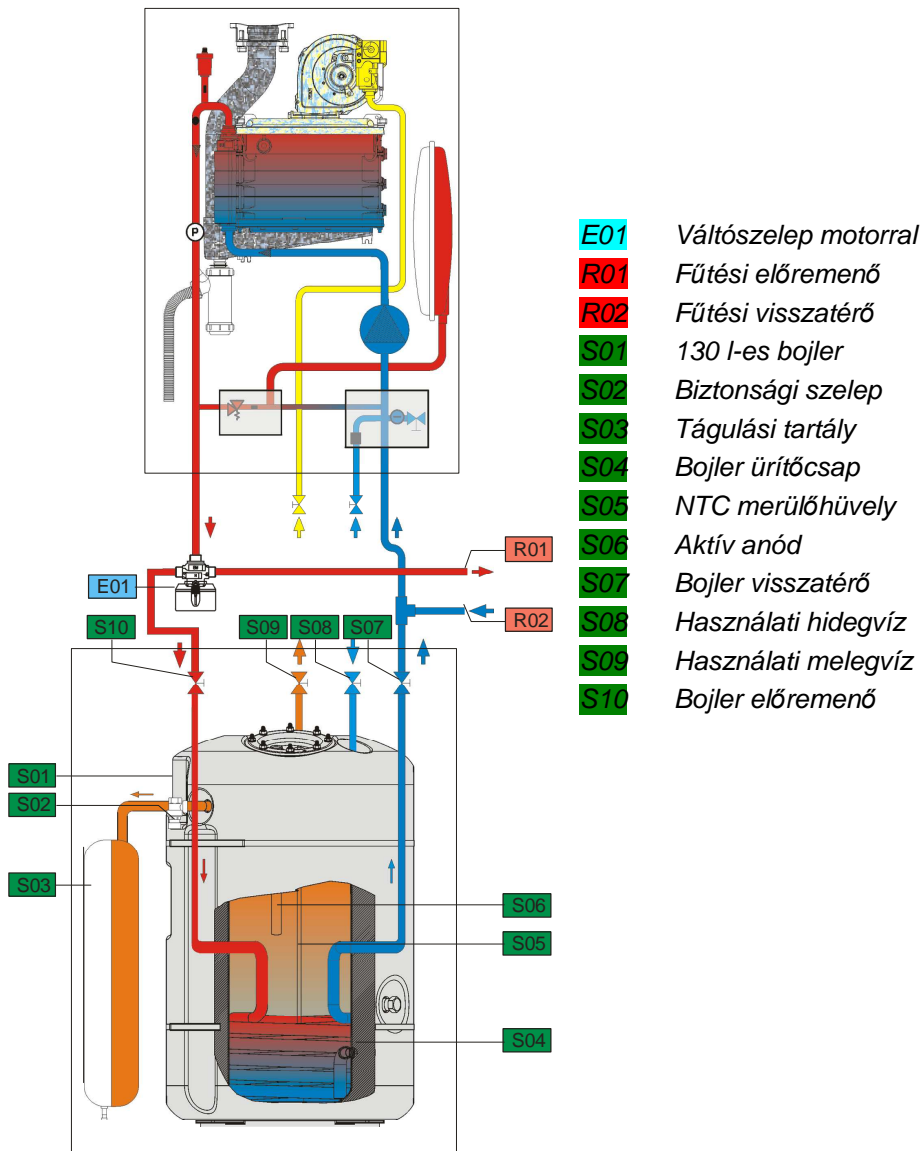 P
R01
E01
R02
S10
S09
S08
S07
S01
S02
S03
S06
S05
S04
E01 Váltószelep motorral
R01 Fűtési előremenő
R02 Fűtési visszatérő
S01 130 l-es bojler
S02 Biztonsági szelep
S03 Tágulási tartály
S04 Bojler ürítőcsap
S05 NTC merülőhüvely
S06 Aktív anód
S07 Bojler visszatérő
S08 Használati hidegvíz
S09 Használati melegvíz
S10 Bojler előremenő